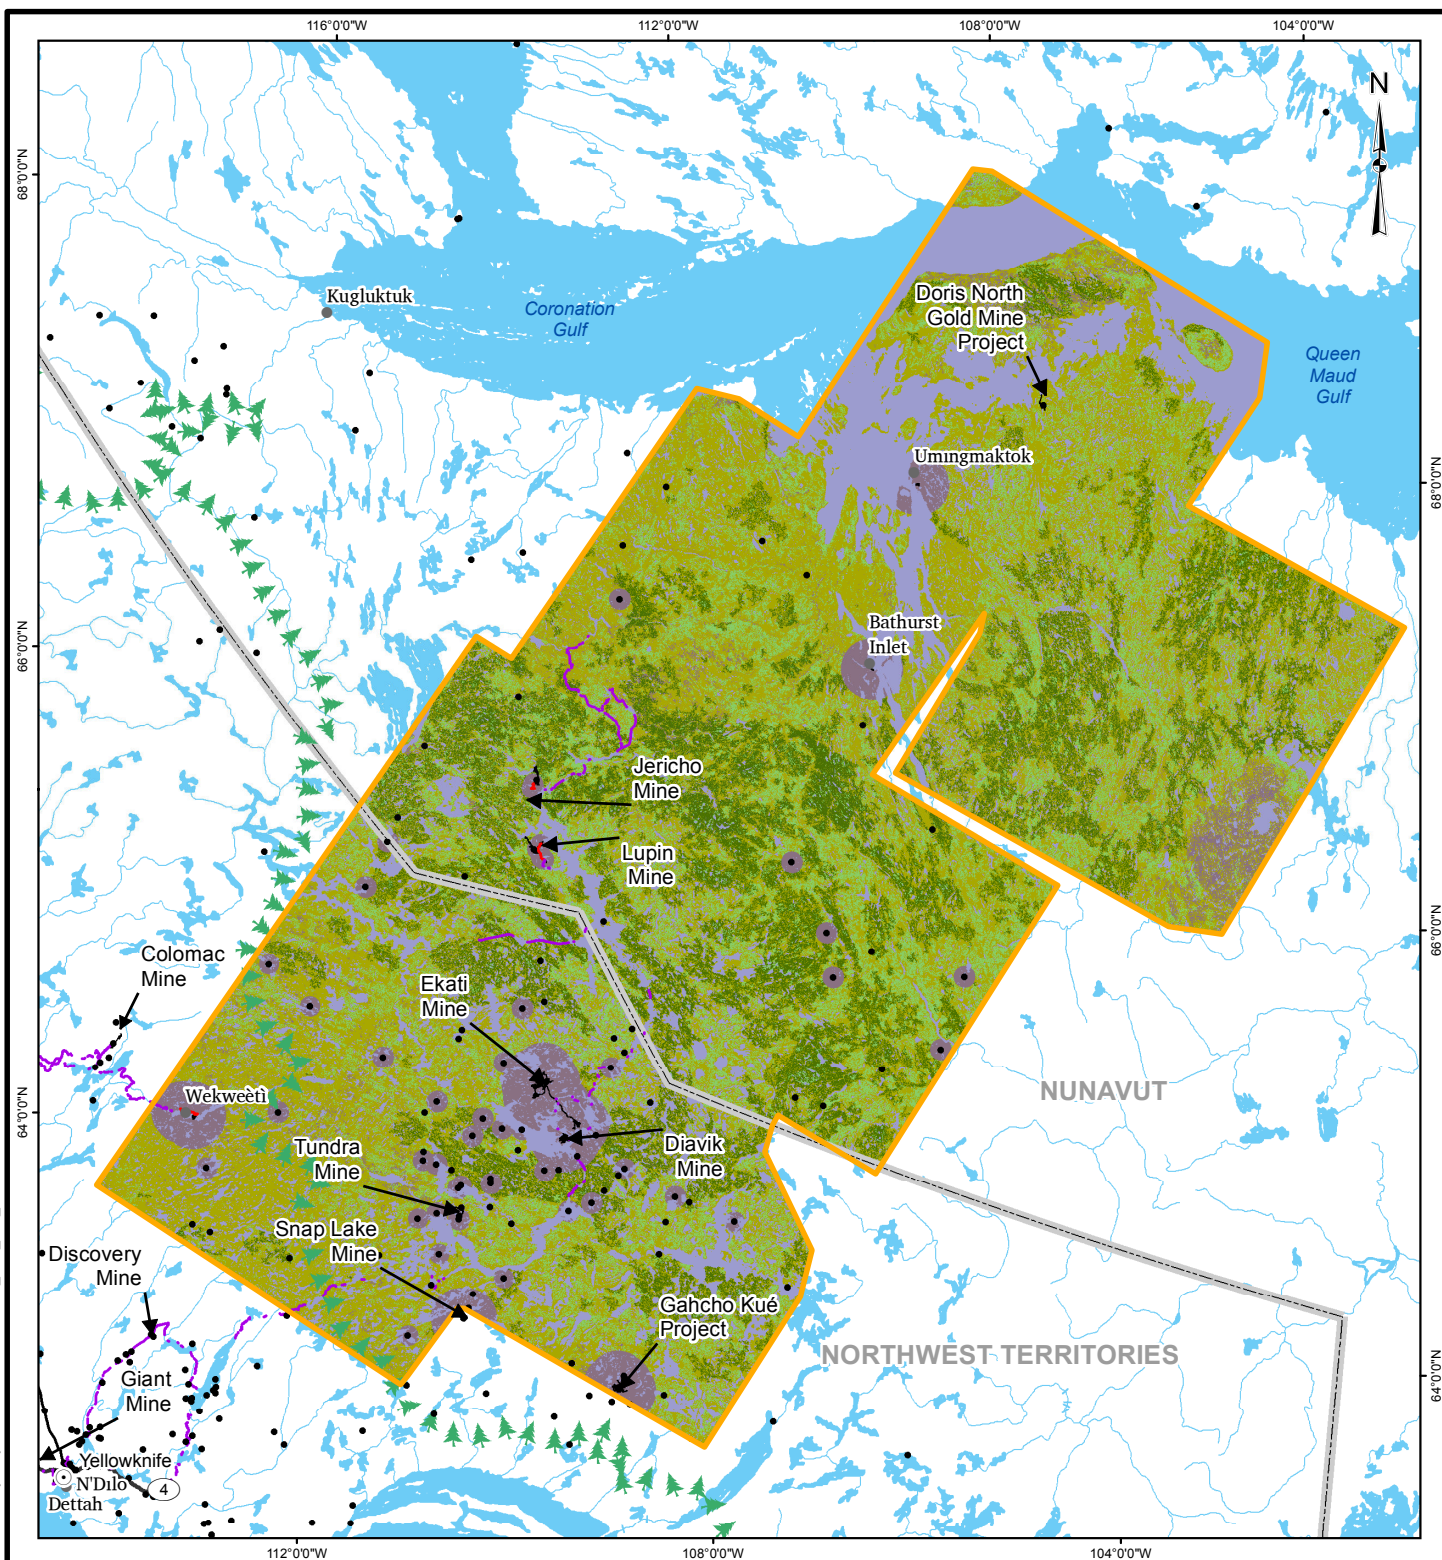 116°0'0"W
112°0'0"W
108°0'0"W
104°0'0"W
N
68°0'0"N
Kugluktuk
Coronation
Gulf
Doris North
Gold Mine
Project
Queen
Maud
Gulf
Umingmaktok
68°0'0"N
Bathurst
Inlet
66°0'0"N
Jericho
Mine
Lupin
Mine
66°0'0"N
Colomac
Mine
Ekati
Mine
NUNAVUT
Wekweètì
64°0'0"N
Tundra
Mine
Diavik
Mine
Snap Lake
Mine
Discovery
Mine
Gahcho Kué
Project
NORTHWEST TERRITORIES
64°0'0"N
Giant
Mine
Yellowknife
N'Dılo
Dettah
4
112°0'0"W
108°0'0"W
104°0'0"W